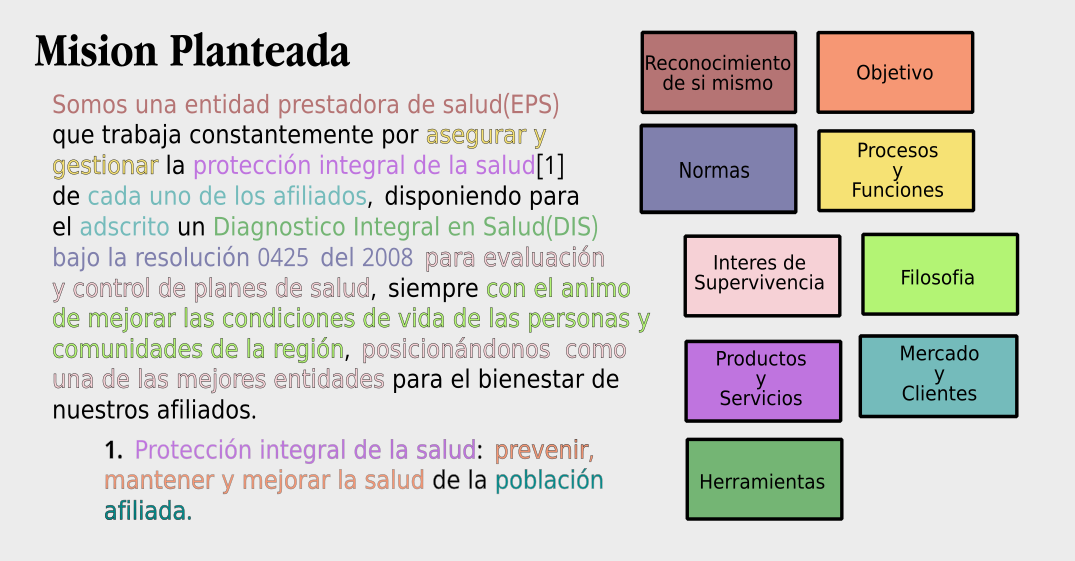 Mision Planteada
Somos una entidad prestadora de salud(EPS)
que trabaja constantemente por asegurar y
gestionar la protección integral de la salud[1]
de cada uno de los afiliados, disponiendo para
el adscrito un Diagnostico Integral en Salud(DIS)
bajo la resolución 0425 del 2008 para evaluación
y control de planes de salud, siempre con el animo
de mejorar las condiciones de vida de las personas y
comunidades de la región, posicionándonos como
una de las mejores entidades para el bienestar de
nuestros afiliados.
1. Protección integral de la salud: prevenir,
mantener y mejorar la salud de la población
afiliada.
Reconocimiento
de si mismo
Objetivo
Normas
Procesos
y
Funciones
Interes de
Supervivencia
Filosofia
Productos
y
Servicios
Mercado
y
Clientes
Herramientas